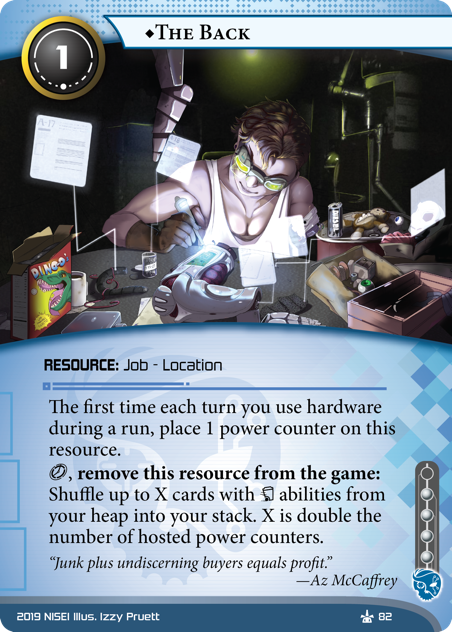 ♦The Back
1
A-17
DINGO'
RESOURCE: Job - Location
The first time each turn you use hardware
during a run, place 1 power counter on this
resource.
, remove this resource from the game:
Shuffle up to X cards with abilities from
your heap into your stack. X is double the
number of hosted power counters.
“Junk plus undiscerning buyers equals profit.”
—Az McCaffrey
2019 NISEI Illus. Izzy Pruett
82